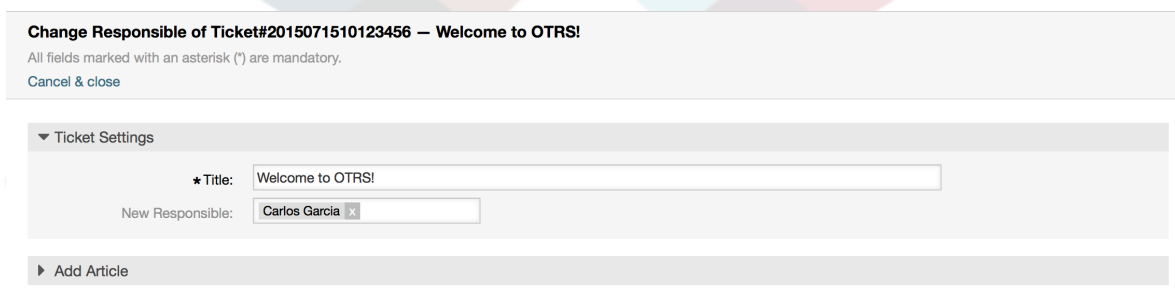 Change Responsible of Ticket#2015071510123456 — Welcome to OTRS!
All fields marked with an asterisk (*) are mandatory.
Cancel & close
Ticket Settings
* Title: Welcome to OTRS!
New Responsible: Carlos Garcia x
Add Article